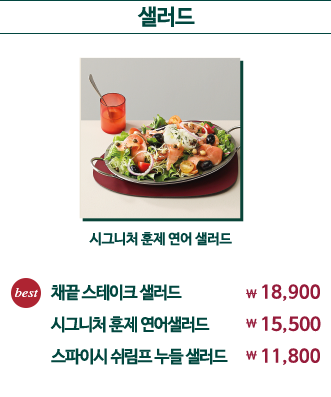 샐러드
시그니처 훈제 연어 샐러드
best 채끝 스테이크 샐러드 ₩ 18,900
시그니처 훈제 연어샐러드 ₩ 15,500
스파이시 쉬림프 누들 샐러드 ₩ 11,800